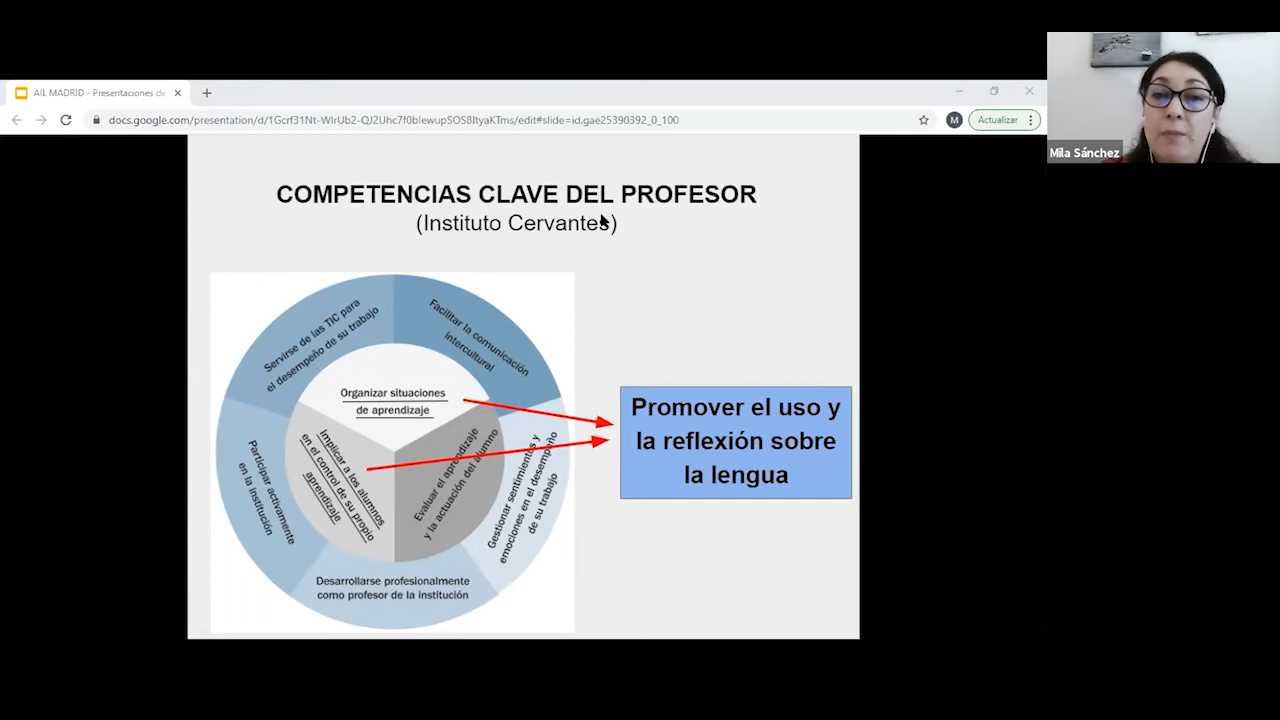 AIL MADRID - Presentaciones de
docs.google.com/presentation/d/1Gcrf31Nt-WlrUb2-QJ2Uhc7f0blewupSOS8ItyaKTms/edit#slide=id.gae25390392_0_100
M
Actualizar
Mila Sánchez
COMPETENCIAS CLAVE DEL PROFESOR
(Instituto Cervantes)
Servirse de las TIC para
el desempeño de su trabajo
Facilitar la comunicación
intercultural
Organizar situaciones
de aprendizaje
Implicar a los alumnos
en el control de su propio
aprendizaje
Evaluar el aprendizaje
y la actuación del alumno
Participar activamente
en la institución
Gestionar sentimientos y
emociones en el desempeño
de su trabajo
Desarrollarse profesionalmente
como profesor de la institución
Promover el uso y
la reflexión sobre
la lengua